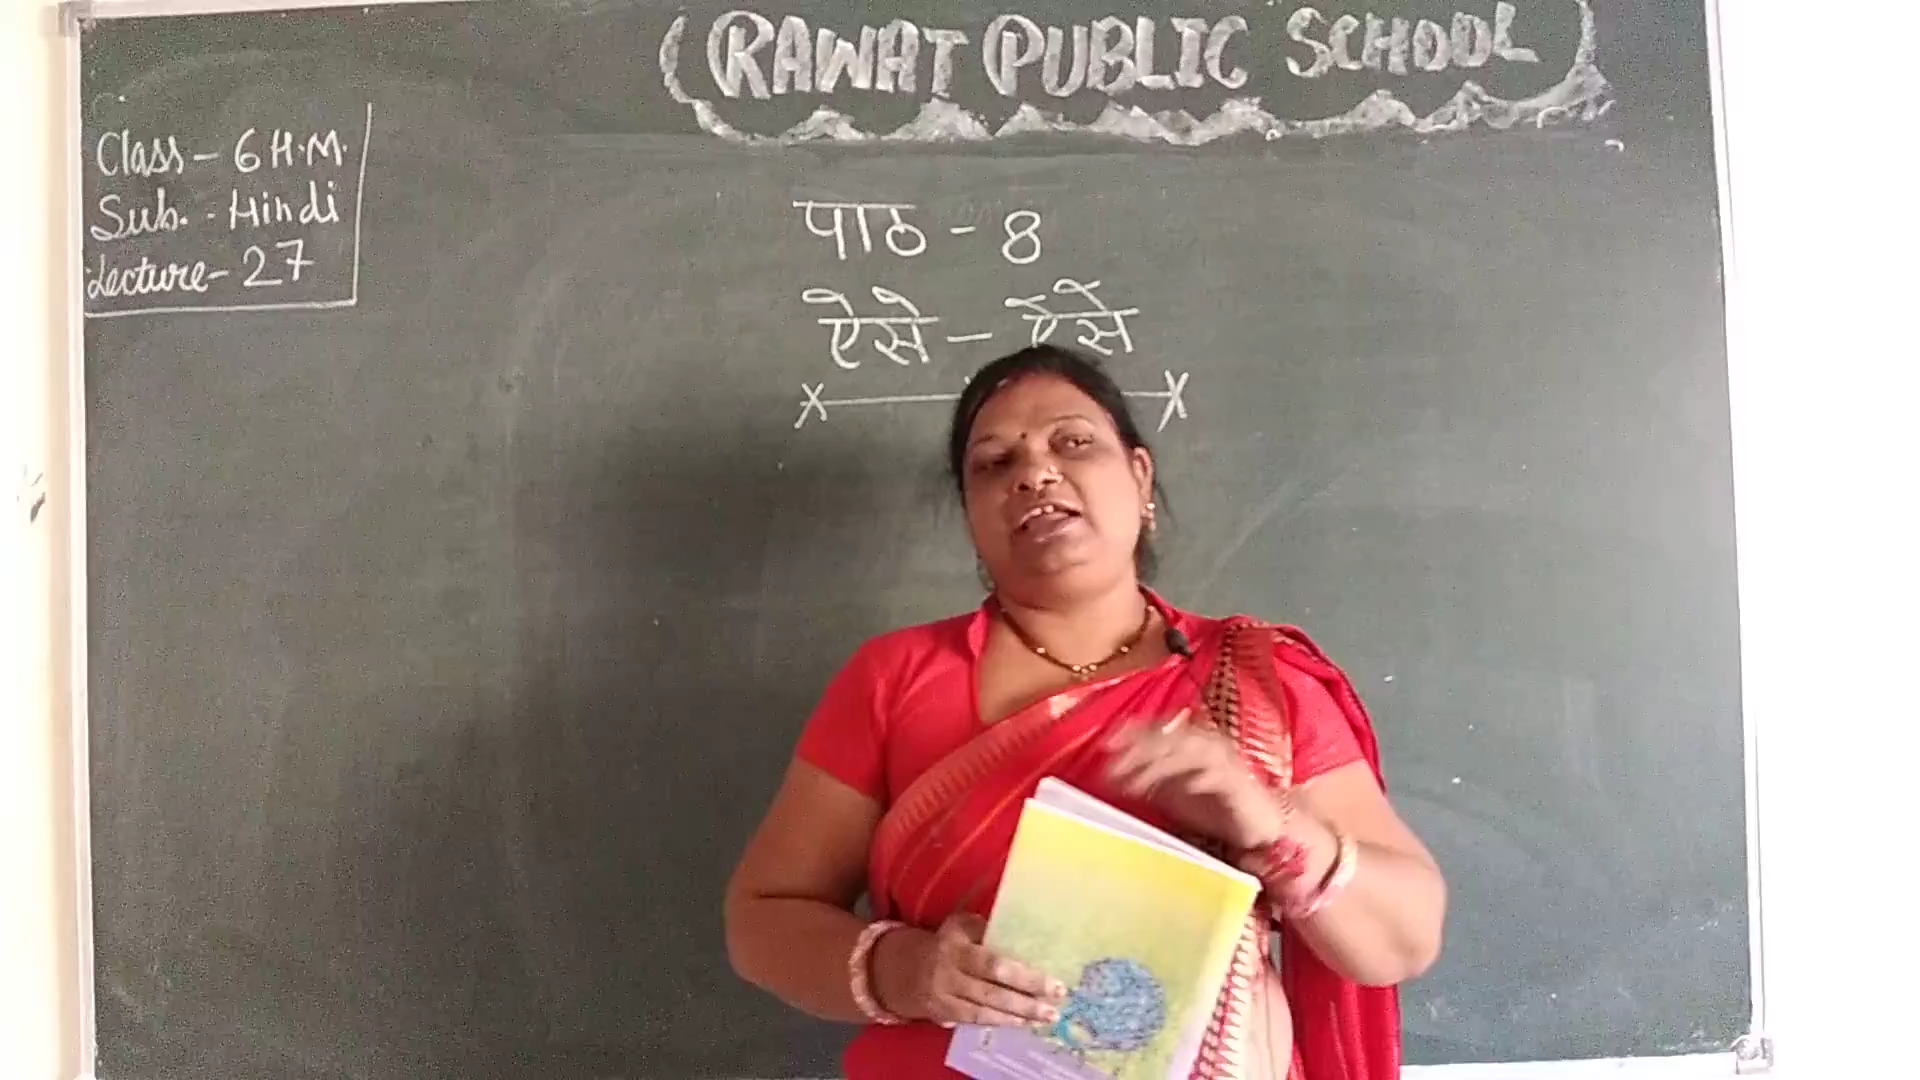 RAWAT PUBLIC SCHOOL
Class - 6 H.M.
Sub. - Hindi
Lecture - 27
पाठ - 8
ऐसे - ऐसे